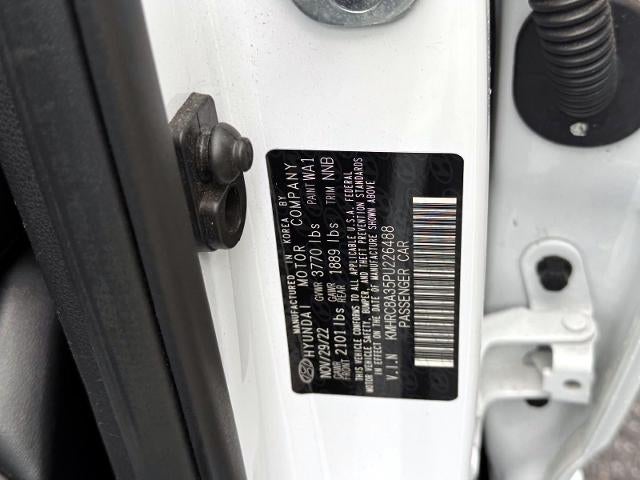 MANUFACTURED IN KOREA BY
HYUNDAI MOTOR COMPANY
NOV/29/22 GVWR 3770 lbs PAINT WA1
GAWR FRONT 2101 lbs GAWR REAR 1889 lbs TRIM NNB
THIS VEHICLE CONFORMS TO ALL APPLICABLE U.S.A. FEDERAL
MOTOR VEHICLE SAFETY, BUMPER, AND THEFT PREVENTION STANDARDS
IN EFFECT ON THE DATE OF MANUFACTURE SHOWN ABOVE
V.I.N KMHRC8A35PU226488
PASSENGER CAR